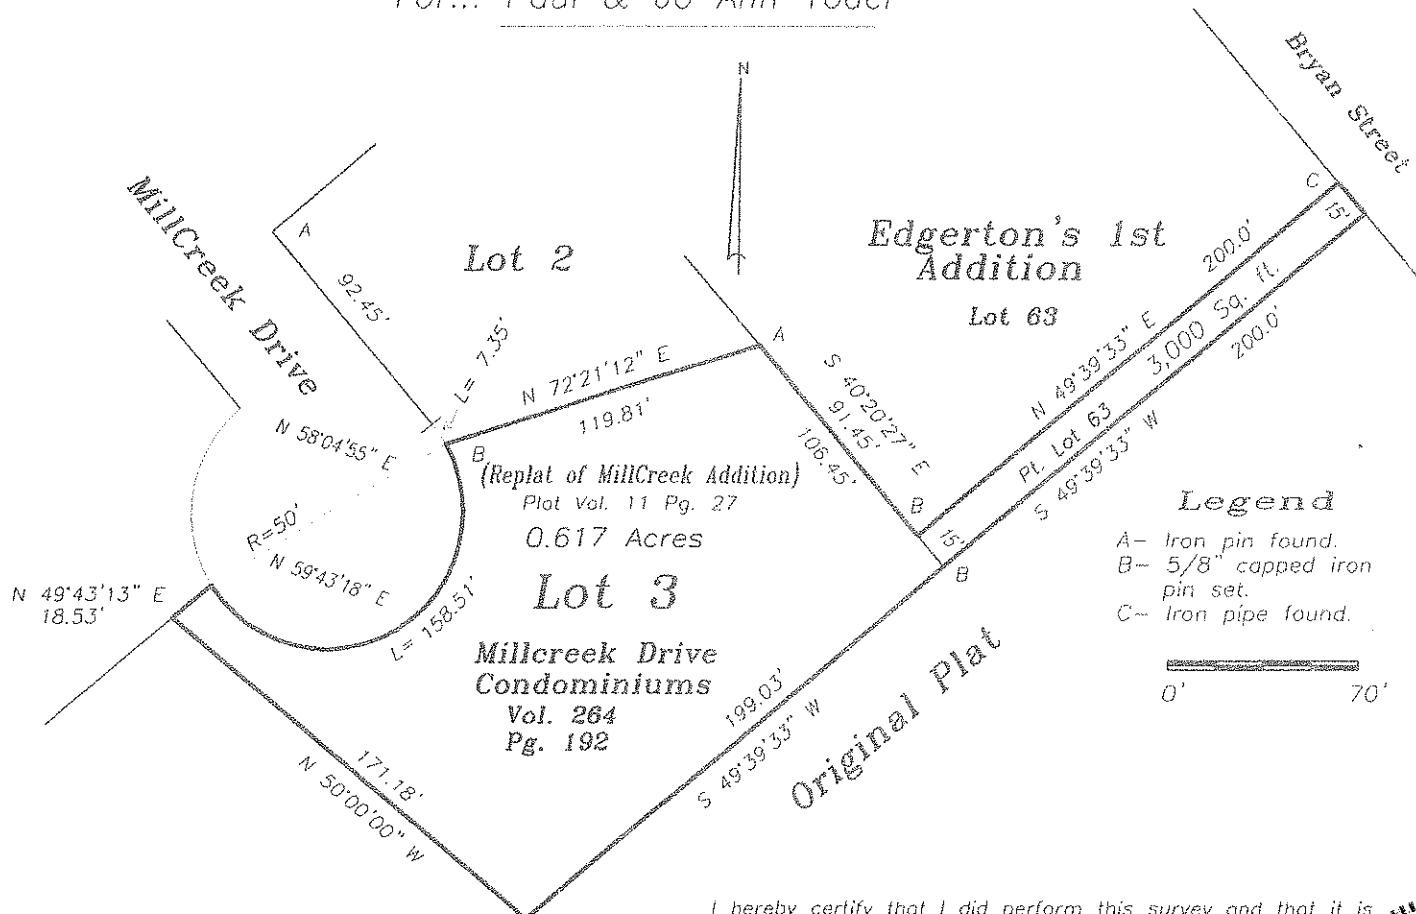 For... Paul & Jo Ann Yoder
N
Bryan Street
MillCreek Drive
A
92.45'
Lot 2
L= 7.35'
Edgerton's 1st
Addition
Lot 63
C
15'
200.0'
N 49°39'33" E
3,000 Sq. ft.
Pt. Lot 63
200.0'
S 49°39'33" W
A
N 72°21'12" E
119.81'
S 40°20'27" E
91.45'
106.45'
B
15'
B
N 58°04'55" E
B
(Replat of MillCreek Addition)
Plat Vol. 11 Pg. 27
0.617 Acres
R=50'
N 59°43'18" E
Lot 3
L= 158.51'
N 49°43'13" E
18.53'
Millcreek Drive
Condominiums
Vol. 264
Pg. 192
Legend
A- Iron pin found.
B- 5/8" capped iron
pin set.
C- Iron pipe found.
0' 70'
199.03'
S 49°39'33" W
Original Plat
171.18'
N 50°00'00" W
I hereby certify that I did perform this survey and that it is